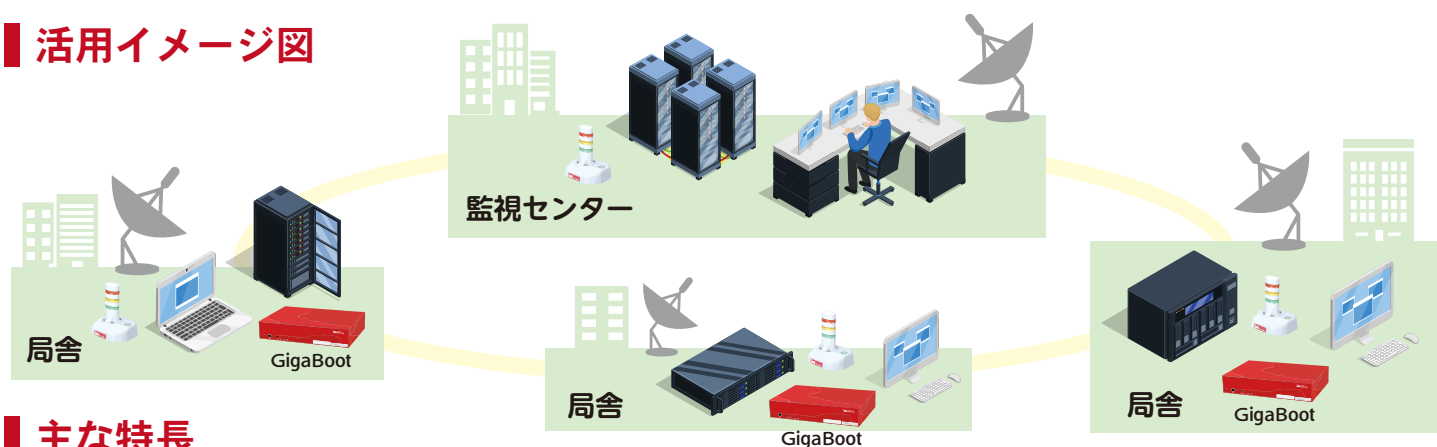 活用イメージ図
監視センター
局舎
GigaBoot
局舎
GigaBoot
局舎
GigaBoot
主な特長